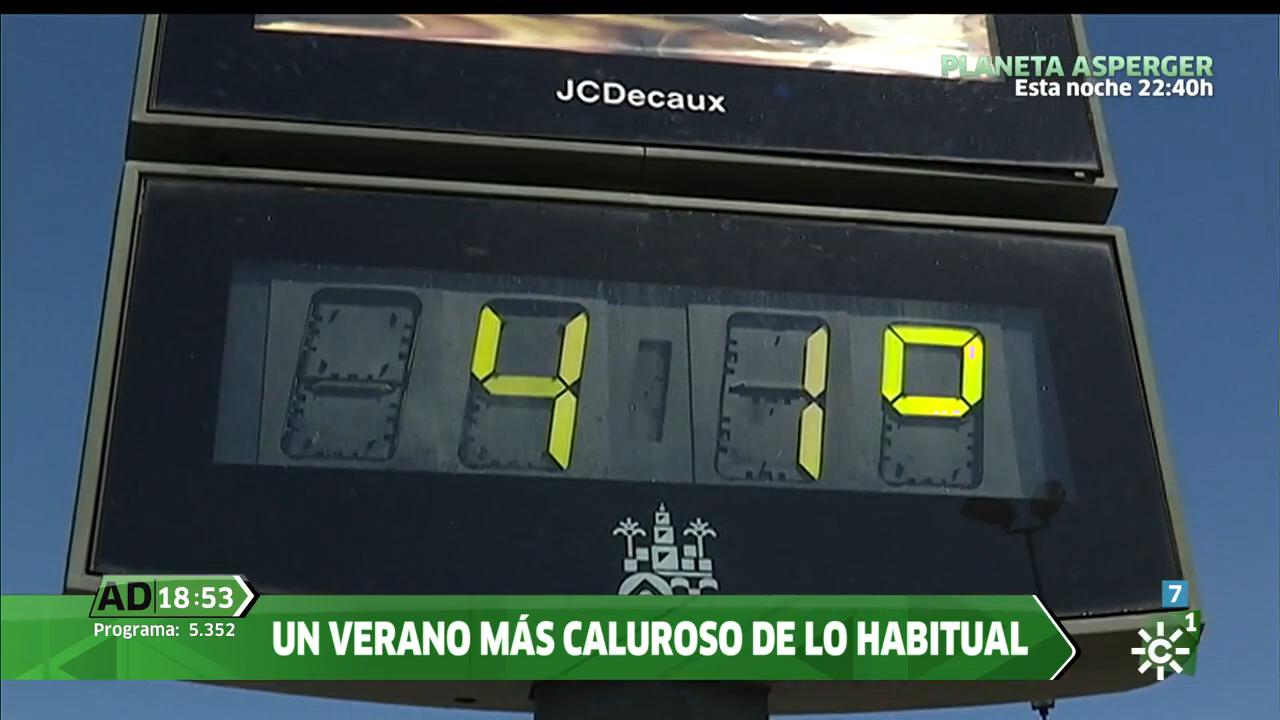 PLANETA ASPERGER
Esta noche 22:40h
JCDecaux
41°
AD 18:53
Programa: 5.352
UN VERANO MÁS CALUROSO DE LO HABITUAL
7
1
C